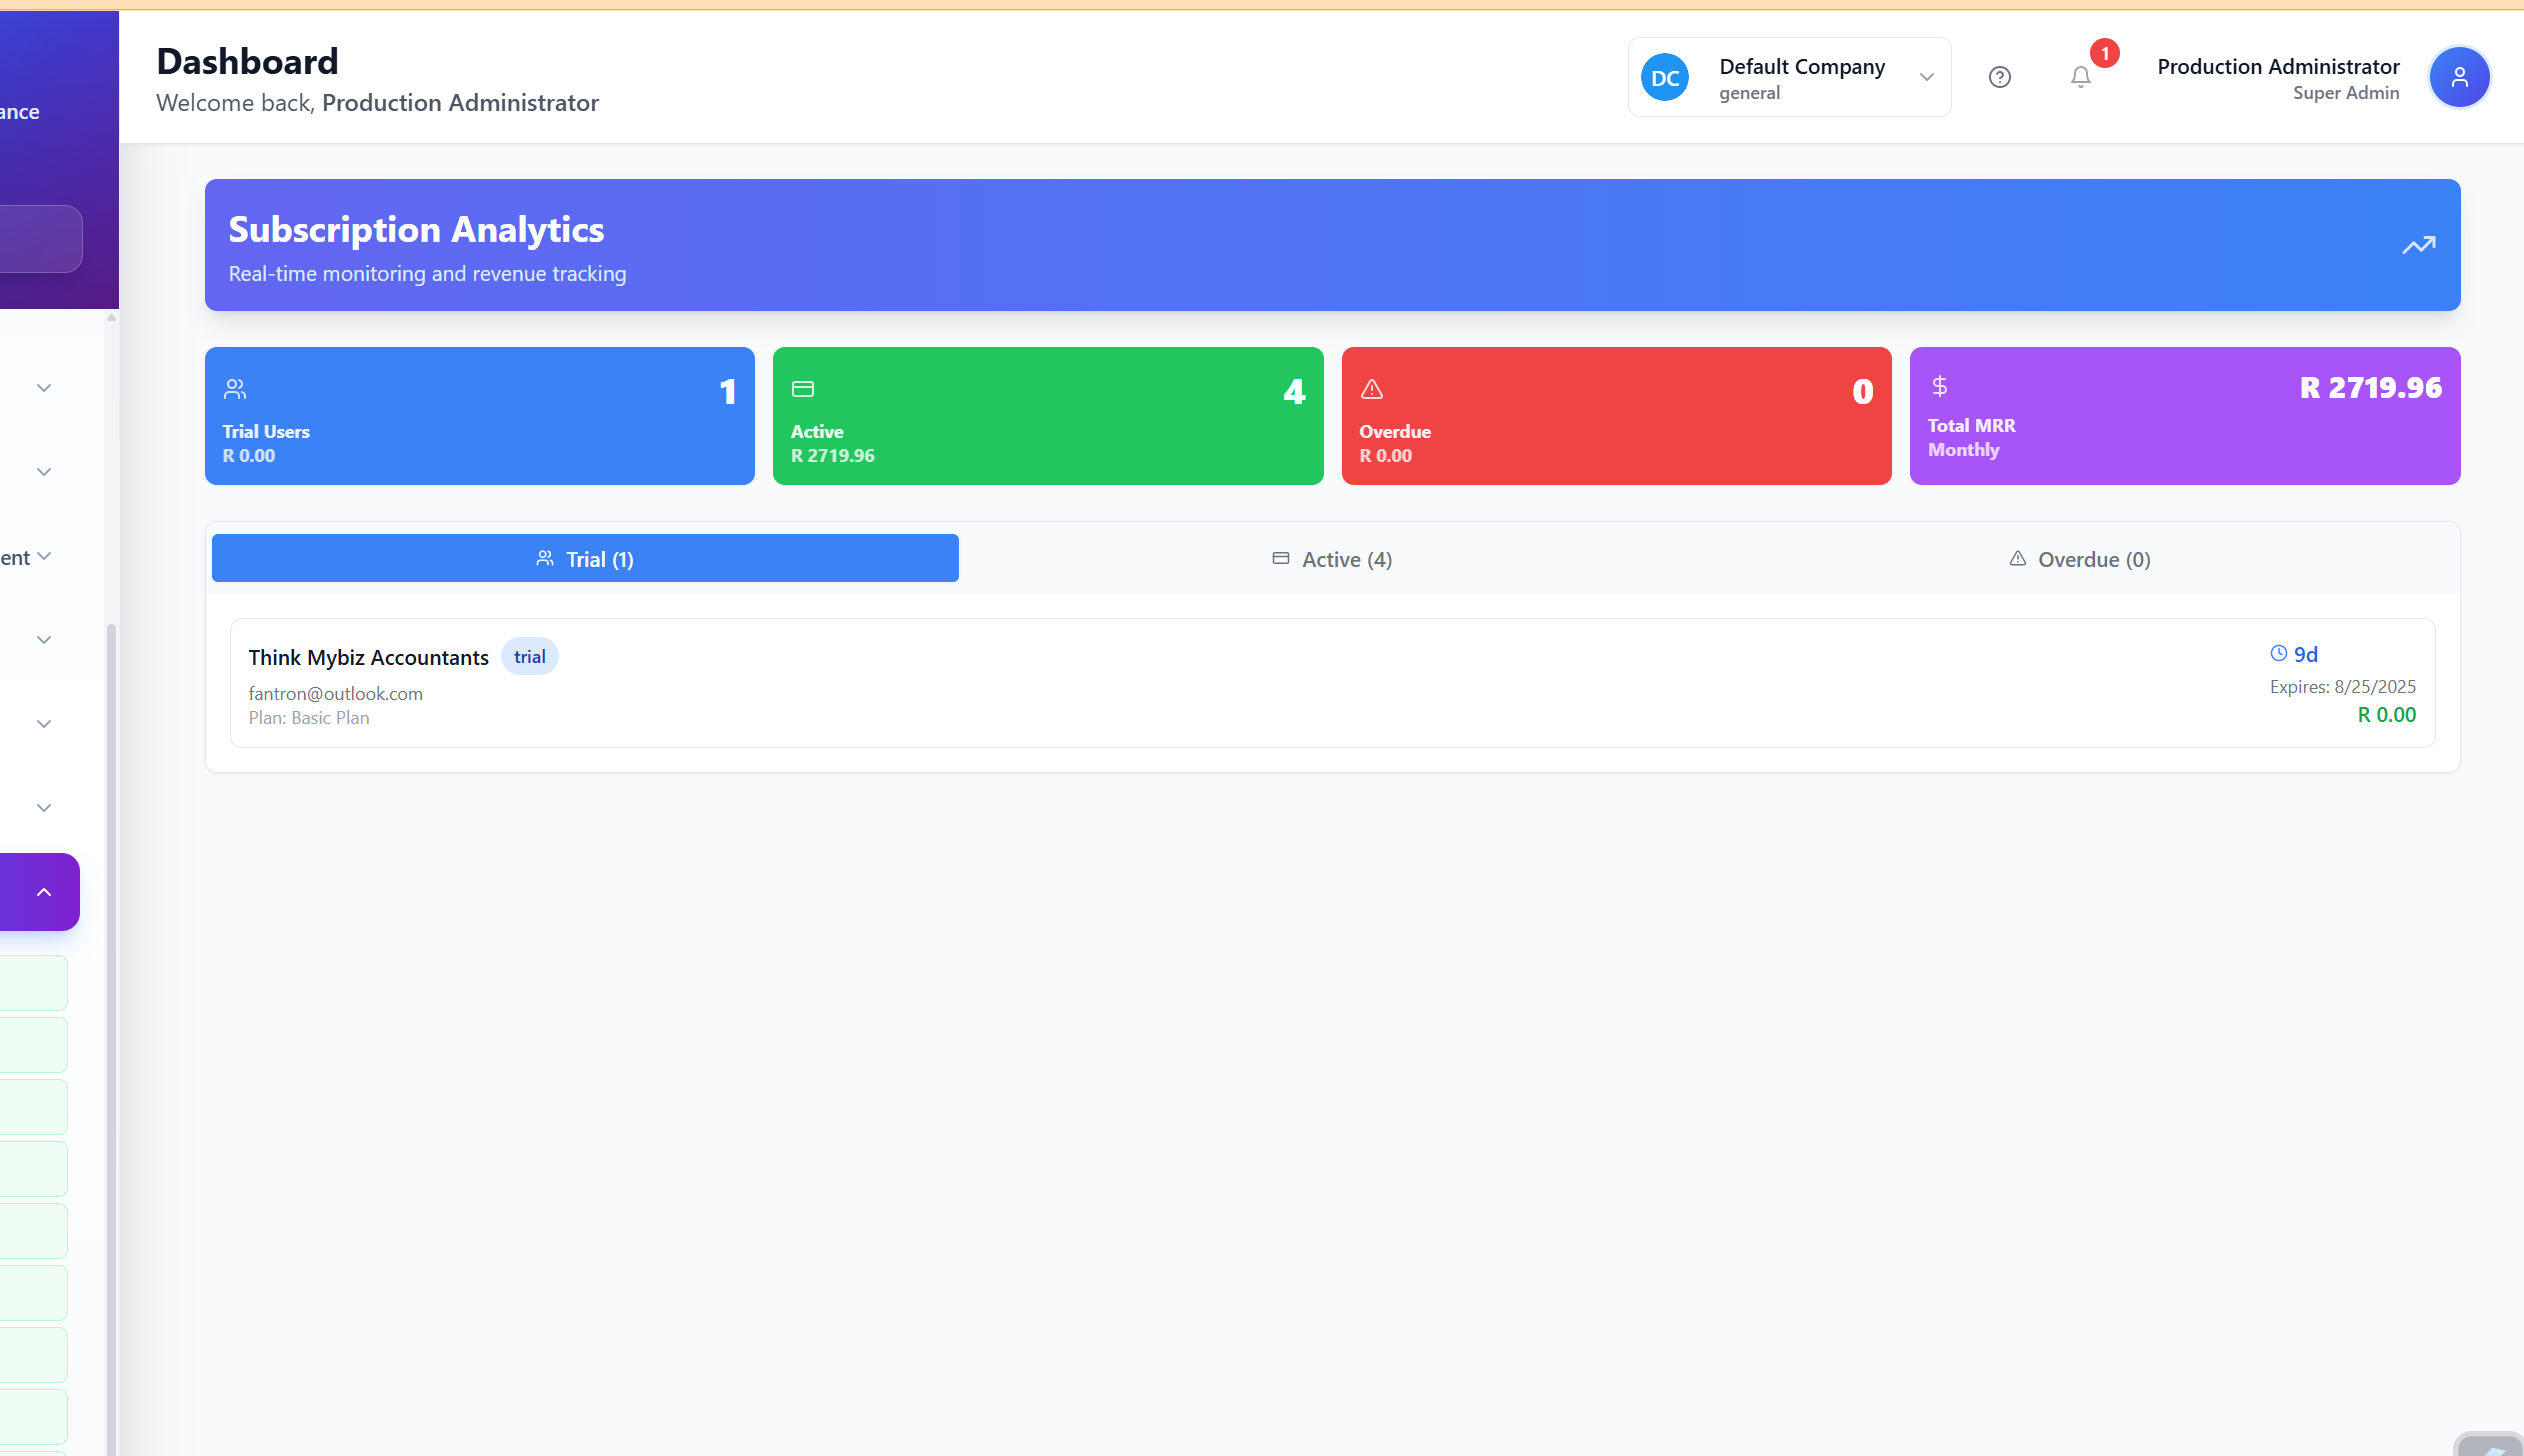 Dashboard
Welcome back, Production Administrator
DC
Default Company
general
1
Production Administrator
Super Admin
ance
Subscription Analytics
Real-time monitoring and revenue tracking
1
Trial Users
R 0.00
4
Active
R 2719.96
0
Overdue
R 0.00
R 2719.96
Total MRR
Monthly
ent
Trial (1)
Active (4)
Overdue (0)
Think Mybiz Accountants trial
fantron@outlook.com
Plan: Basic Plan
9d
Expires: 8/25/2025
R 0.00